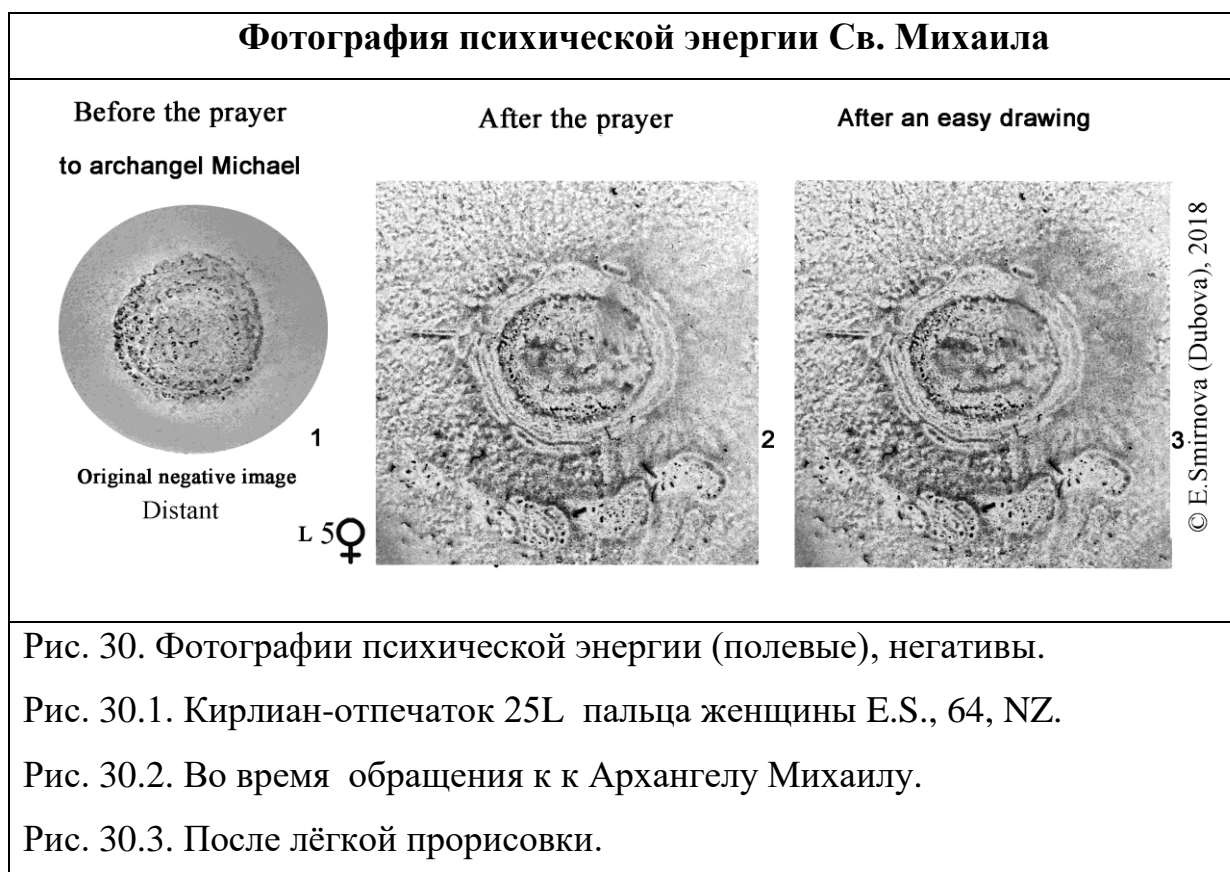 Фотография психической энергии Св. Михаила
Before the prayer
to archangel Michael
After the prayer
After an easy drawing
1
2
3
Original negative image
Distant
L 5♀
© E.Smirnova (Dubova), 2018
Рис. 30. Фотографии психической энергии (полевые), негативы.
Рис. 30.1. Кирлиан-отпечаток 25L пальца женщины E.S., 64, NZ.
Рис. 30.2. Во время обращения к к Архангелу Михаилу.
Рис. 30.3. После лёгкой прорисовки.